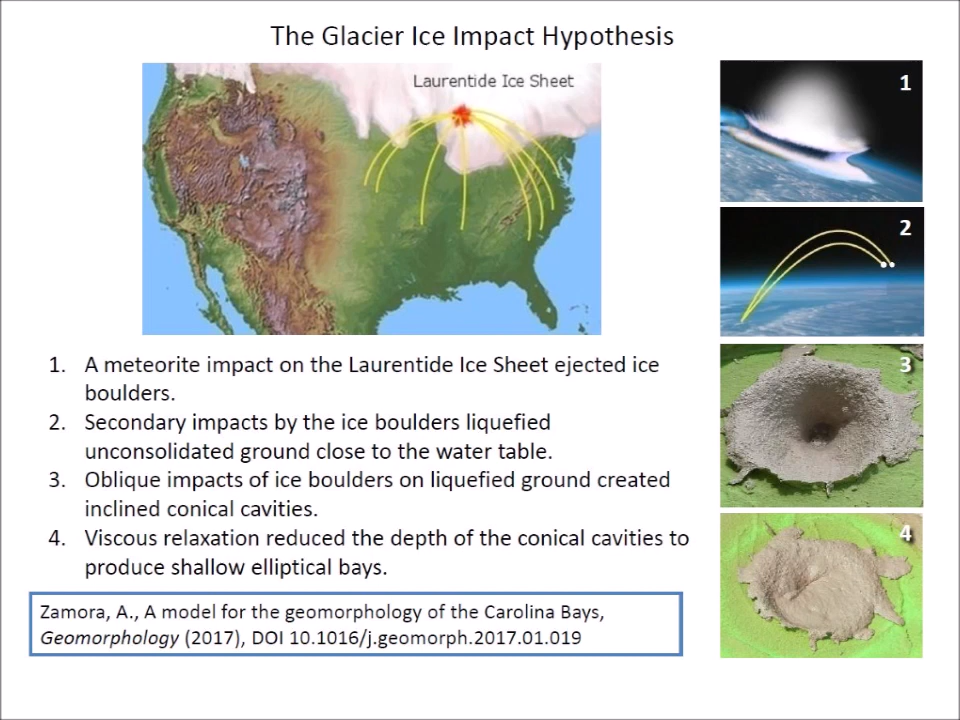 The Glacier Ice Impact Hypothesis
Laurentide Ice Sheet
1
2
3
4
1. A meteorite impact on the Laurentide Ice Sheet ejected ice
boulders.
2. Secondary impacts by the ice boulders liquefied
unconsolidated ground close to the water table.
3. Oblique impacts of ice boulders on liquefied ground created
inclined conical cavities.
4. Viscous relaxation reduced the depth of the conical cavities to
produce shallow elliptical bays.
Zamora, A., A model for the geomorphology of the Carolina Bays,
Geomorphology (2017), DOI 10.1016/j.geomorph.2017.01.019